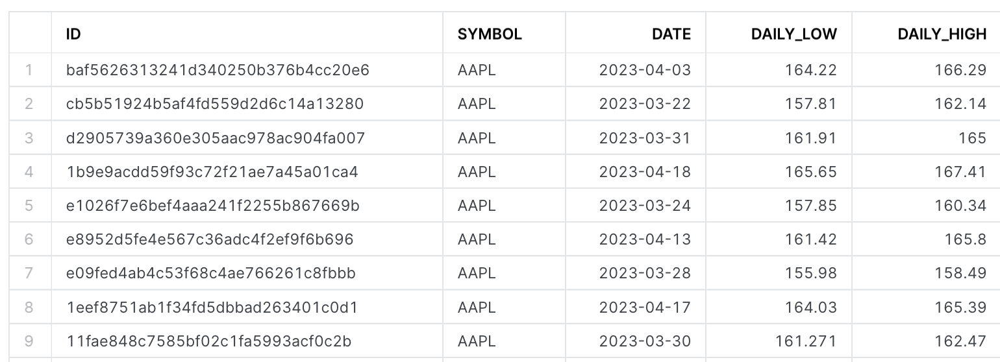 ID SYMBOL DATE DAILY_LOW DAILY_HIGH
1 baf5626313241d340250b376b4cc20e6 AAPL 2023-04-03 164.22 166.29
2 cb5b51924b5af4fd559d2d6c14a13280 AAPL 2023-03-22 157.81 162.14
3 d2905739a360e305aac978ac904fa007 AAPL 2023-03-31 161.91 165
4 1b9e9acdd59f93c72f21ae7a45a01ca4 AAPL 2023-04-18 165.65 167.41
5 e1026f7e6bef4aaa241f2255b867669b AAPL 2023-03-24 157.85 160.34
6 e8952d5fe4e567c36adc4f2ef9f6b696 AAPL 2023-04-13 161.42 165.8
7 e09fed4ab4c53f68c4ae766261c8fbbb AAPL 2023-03-28 155.98 158.49
8 1eef8751ab1f34fd5dbbad263401c0d1 AAPL 2023-04-17 164.03 165.39
9 11fae848c7585bf02c1fa5993acf0c2b AAPL 2023-03-30 161.271 162.47